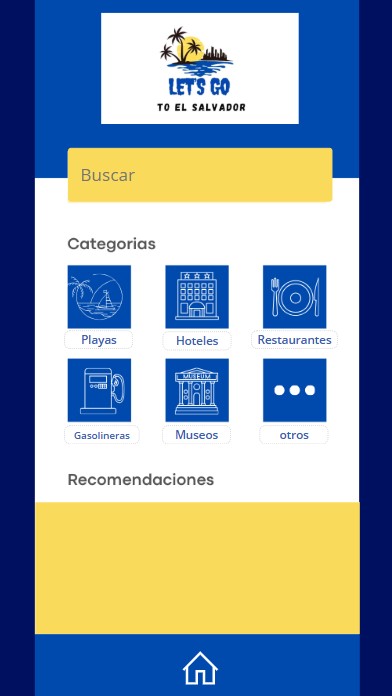 LET'S GO
TO EL SALVADOR
Buscar
Categorias
Playas
Hoteles
Restaurantes
MUSEUM
Gasolineras
Museos
otros
Recomendaciones